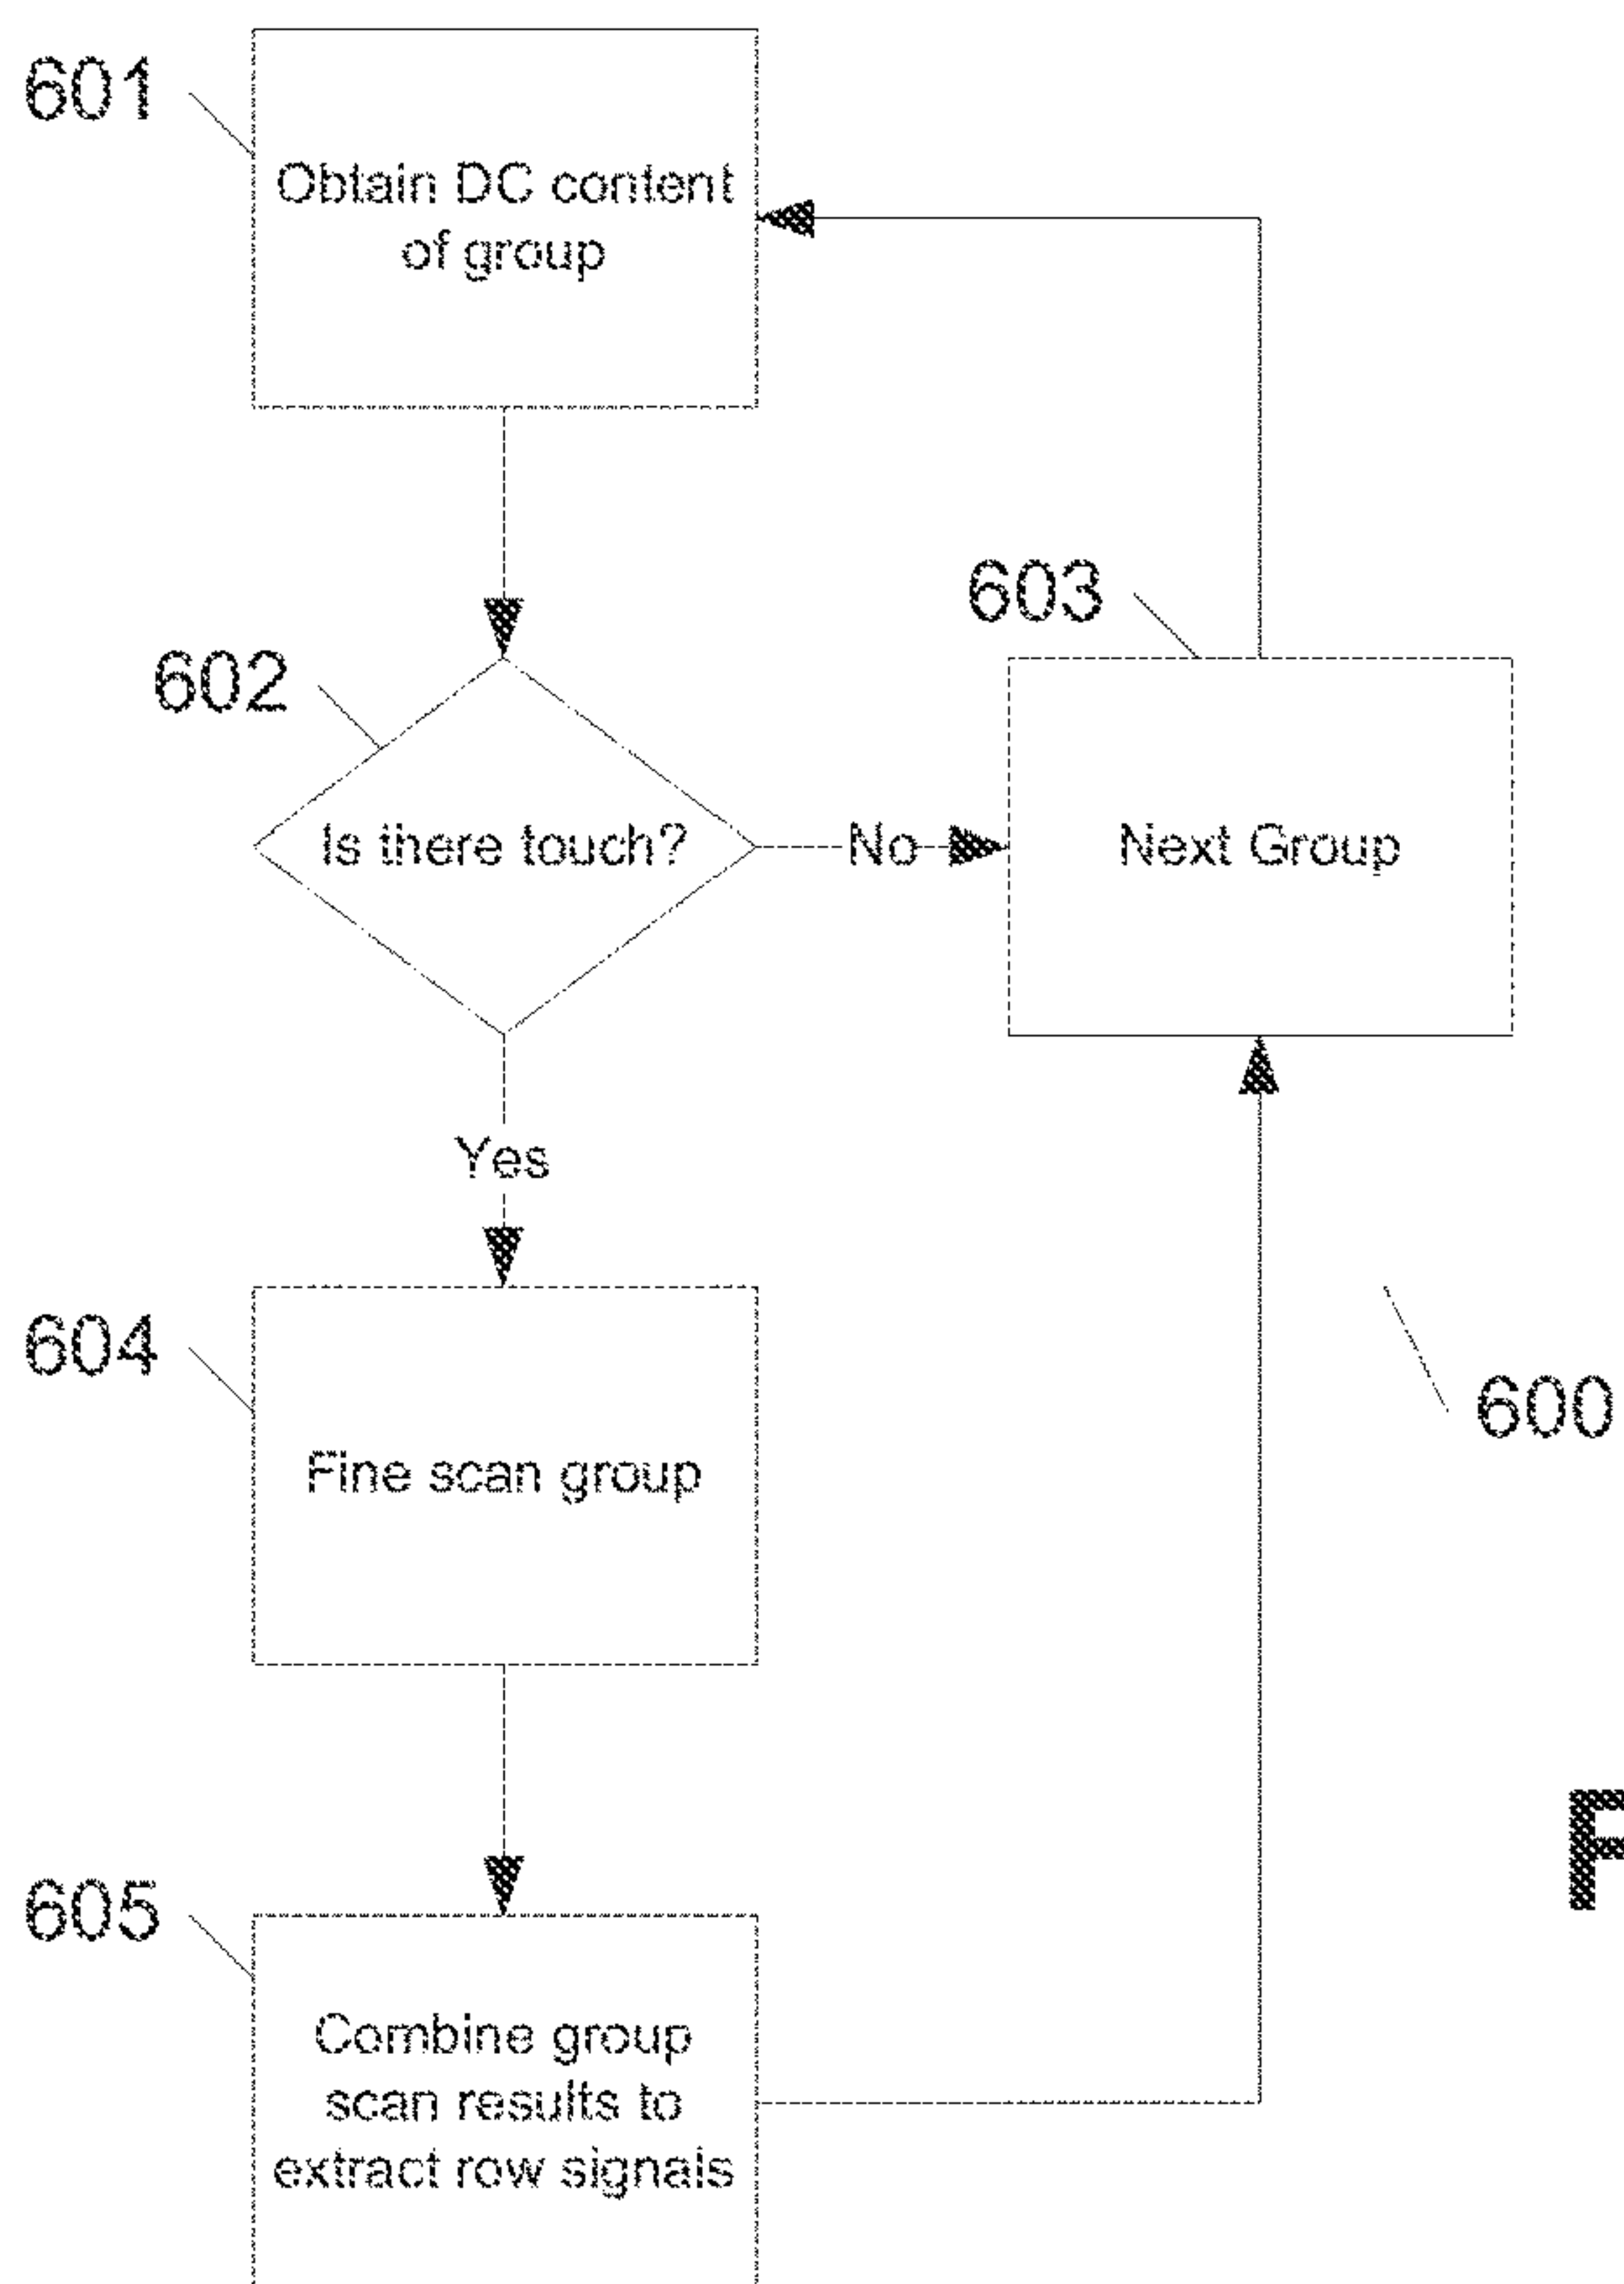 601
Obtain DC content
of group
603
602
Is there touch?
No
Next Group
Yes
604
Fine scan group
600
F
605
Combine group
scan results to
extract row signals